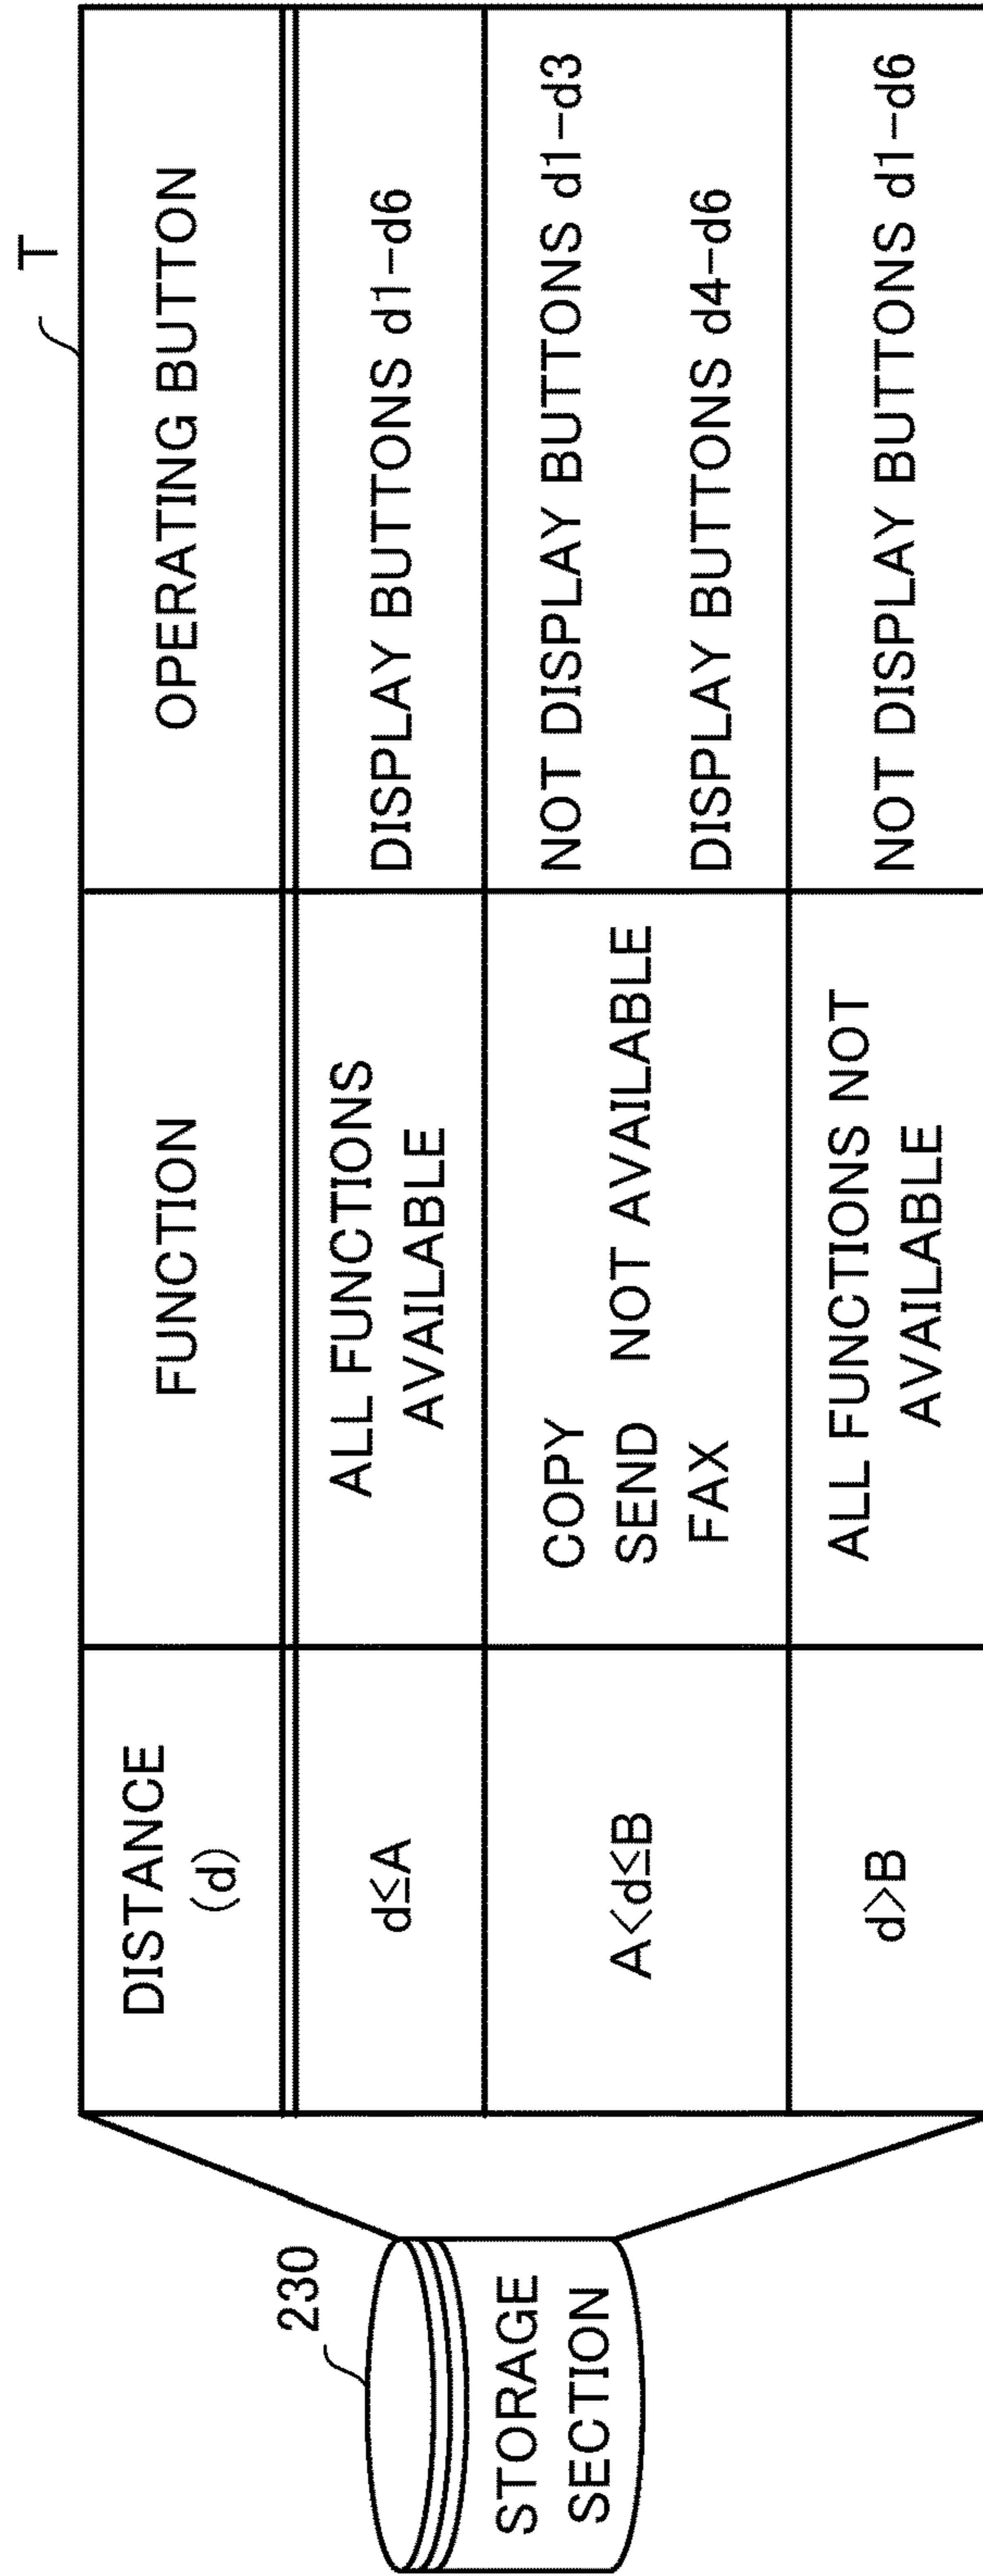 T
230
STORAGE
SECTION
DISTANCE
(d)
FUNCTION
OPERATING BUTTON
d≤A
ALL FUNCTIONS
AVAILABLE
DISPLAY BUTTONS d1-d6
A<d≤B
COPY
SEND NOT AVAILABLE
FAX
NOT DISPLAY BUTTONS d1-d3
DISPLAY BUTTONS d4-d6
d>B
ALL FUNCTIONS NOT
AVAILABLE
NOT DISPLAY BUTTONS d1-d6